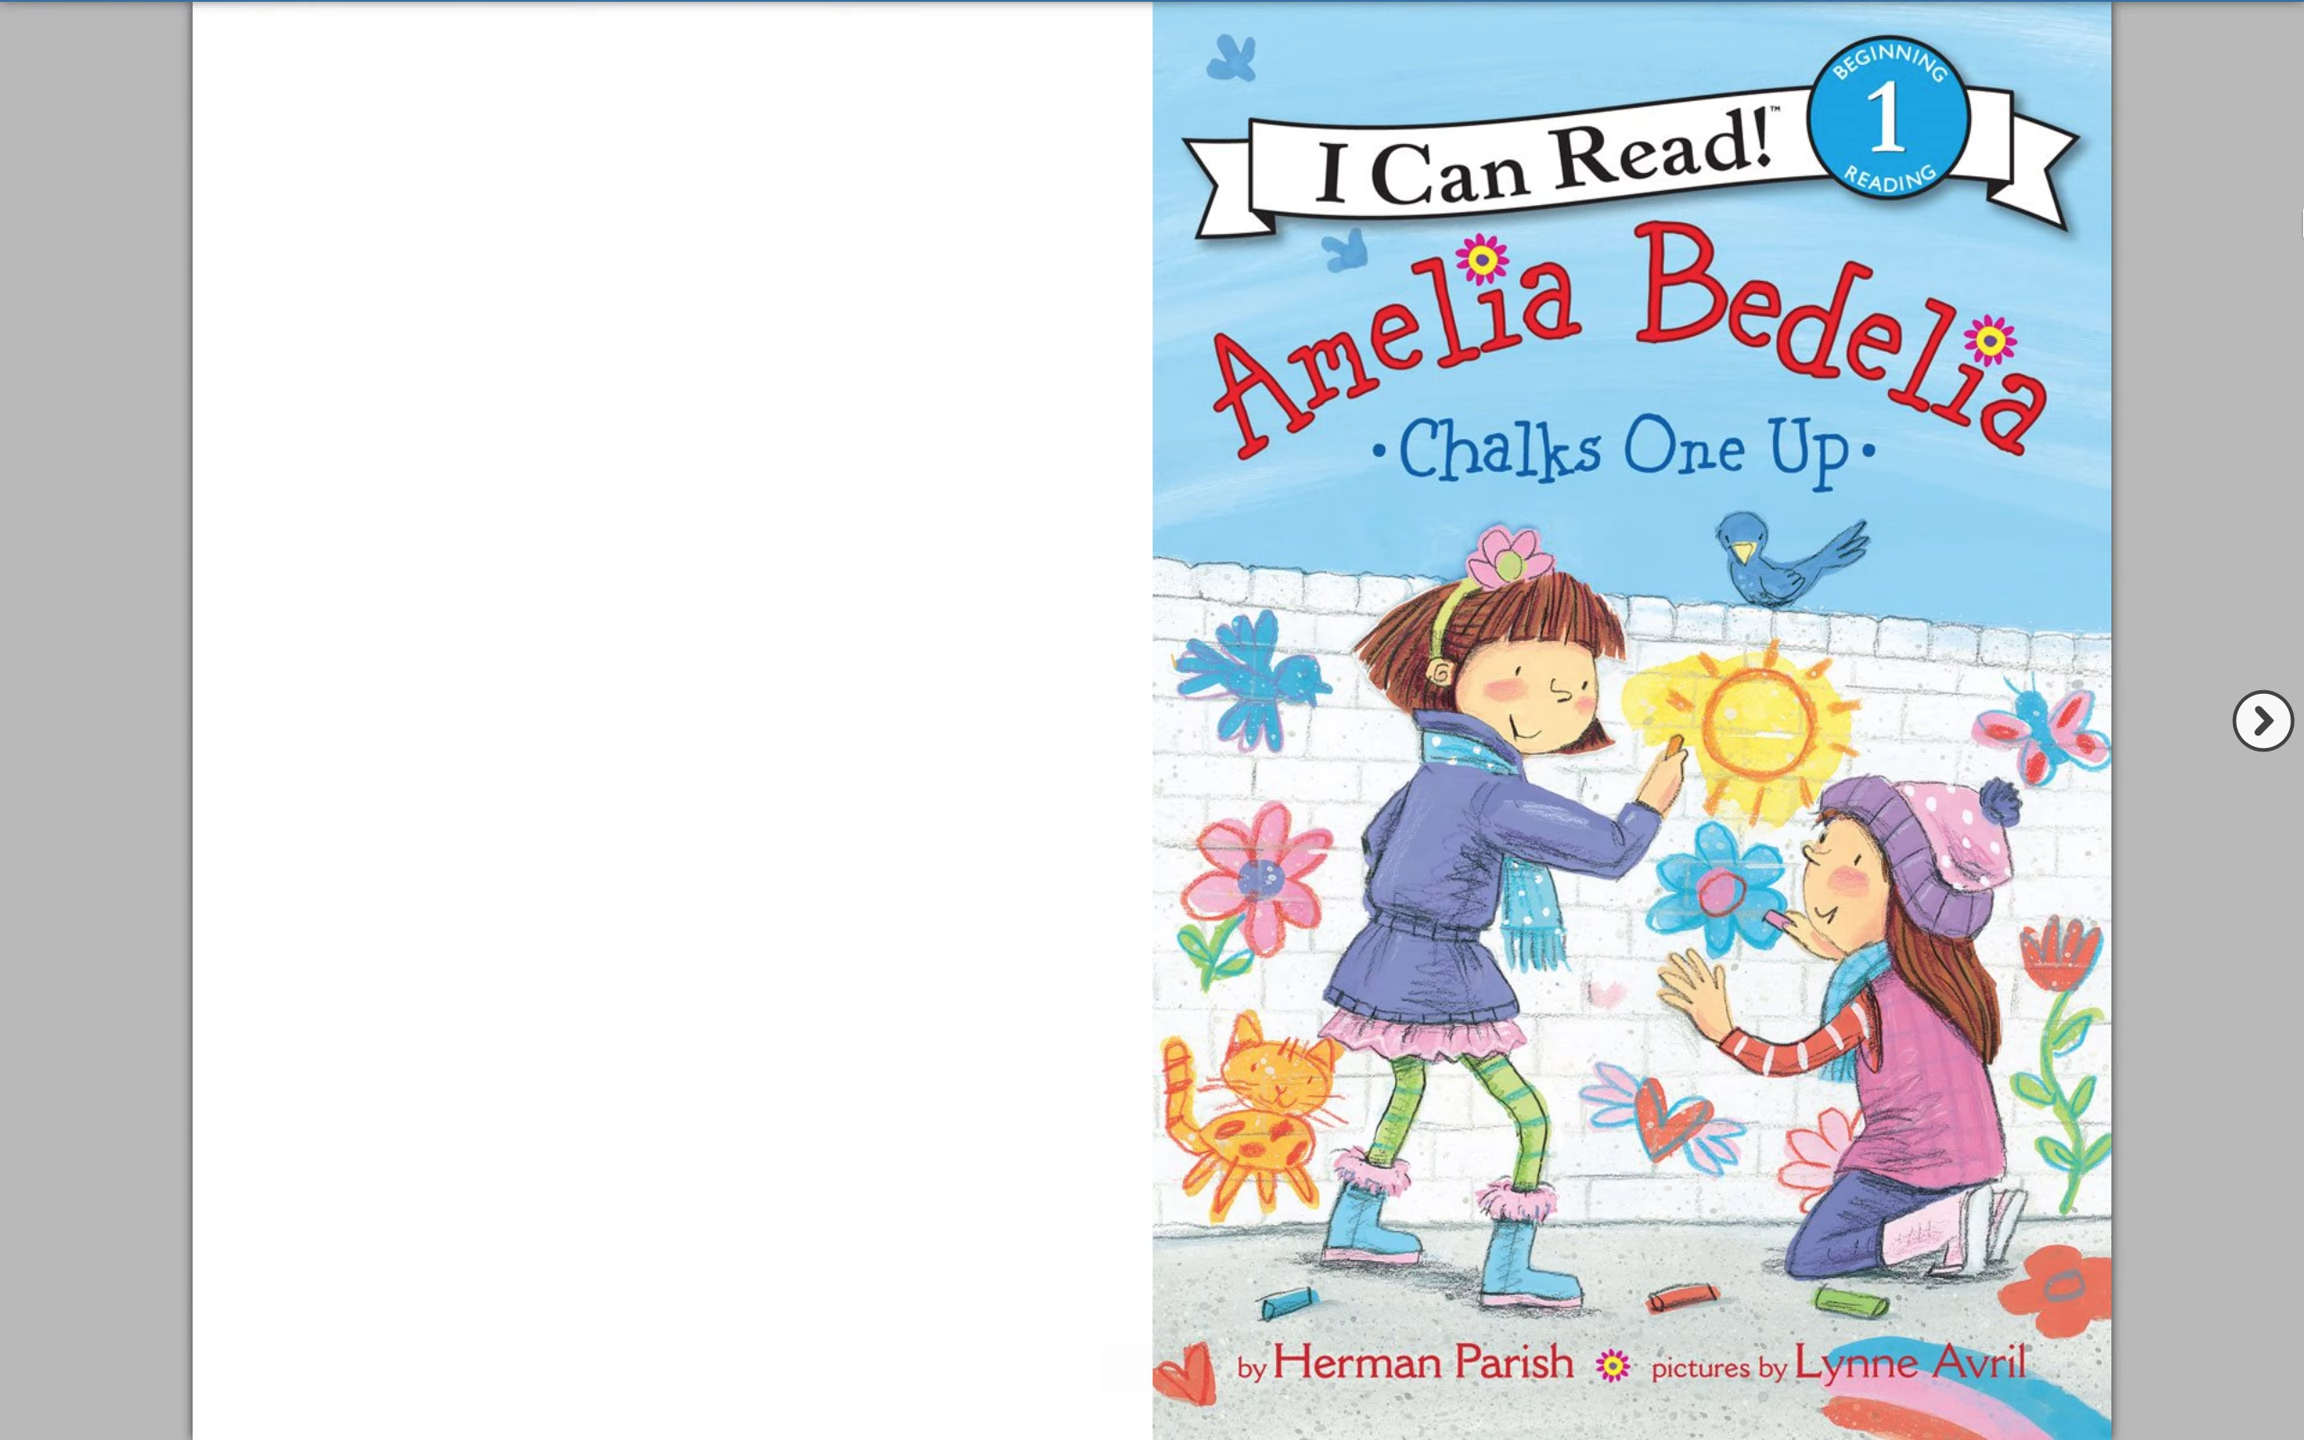 BEGINNING
1
READING
I Can Read!™
Amelia Bedelia
• Chalks One Up •
by Herman Parish pictures by Lynne Avril